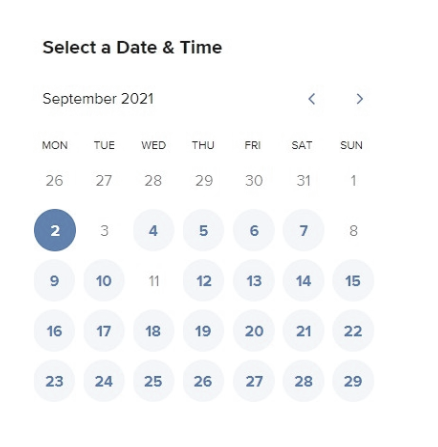 Select a Date & Time
September 2021
MON TUE WED THU FRI SAT SUN
26 27 28 29 30 31 1
2 3 4 5 6 7 8
9 10 11 12 13 14 15
16 17 18 19 20 21 22
23 24 25 26 27 28 29